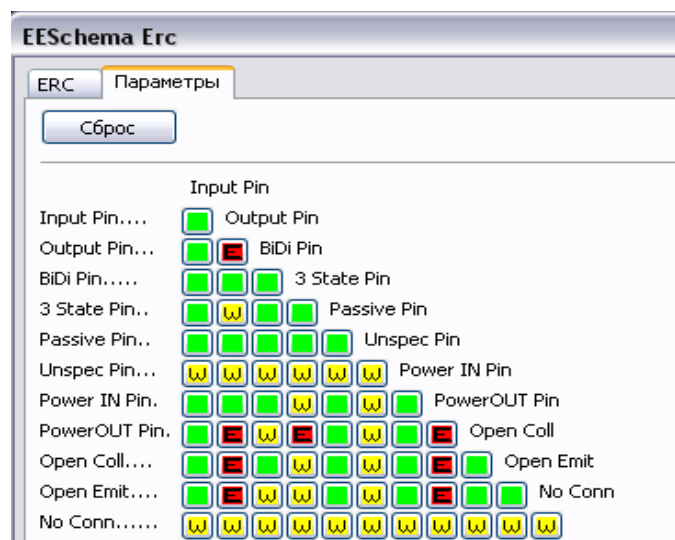 EESchema Erc
ERC Параметры
Сброс
Input Pin
Input Pin.... Output Pin
Output Pin... E BiDi Pin
BiDi Pin..... 3 State Pin
3 State Pin.. W Passive Pin
Passive Pin.. Unspec Pin
Unspec Pin... W W W W W W Power IN Pin
Power IN Pin. W W PowerOUT Pin
PowerOUT Pin. E W E W E Open Coll
Open Coll.... E W W E Open Emit
Open Emit.... E W W W E No Conn
No Conn...... W W W W W W W W W W W